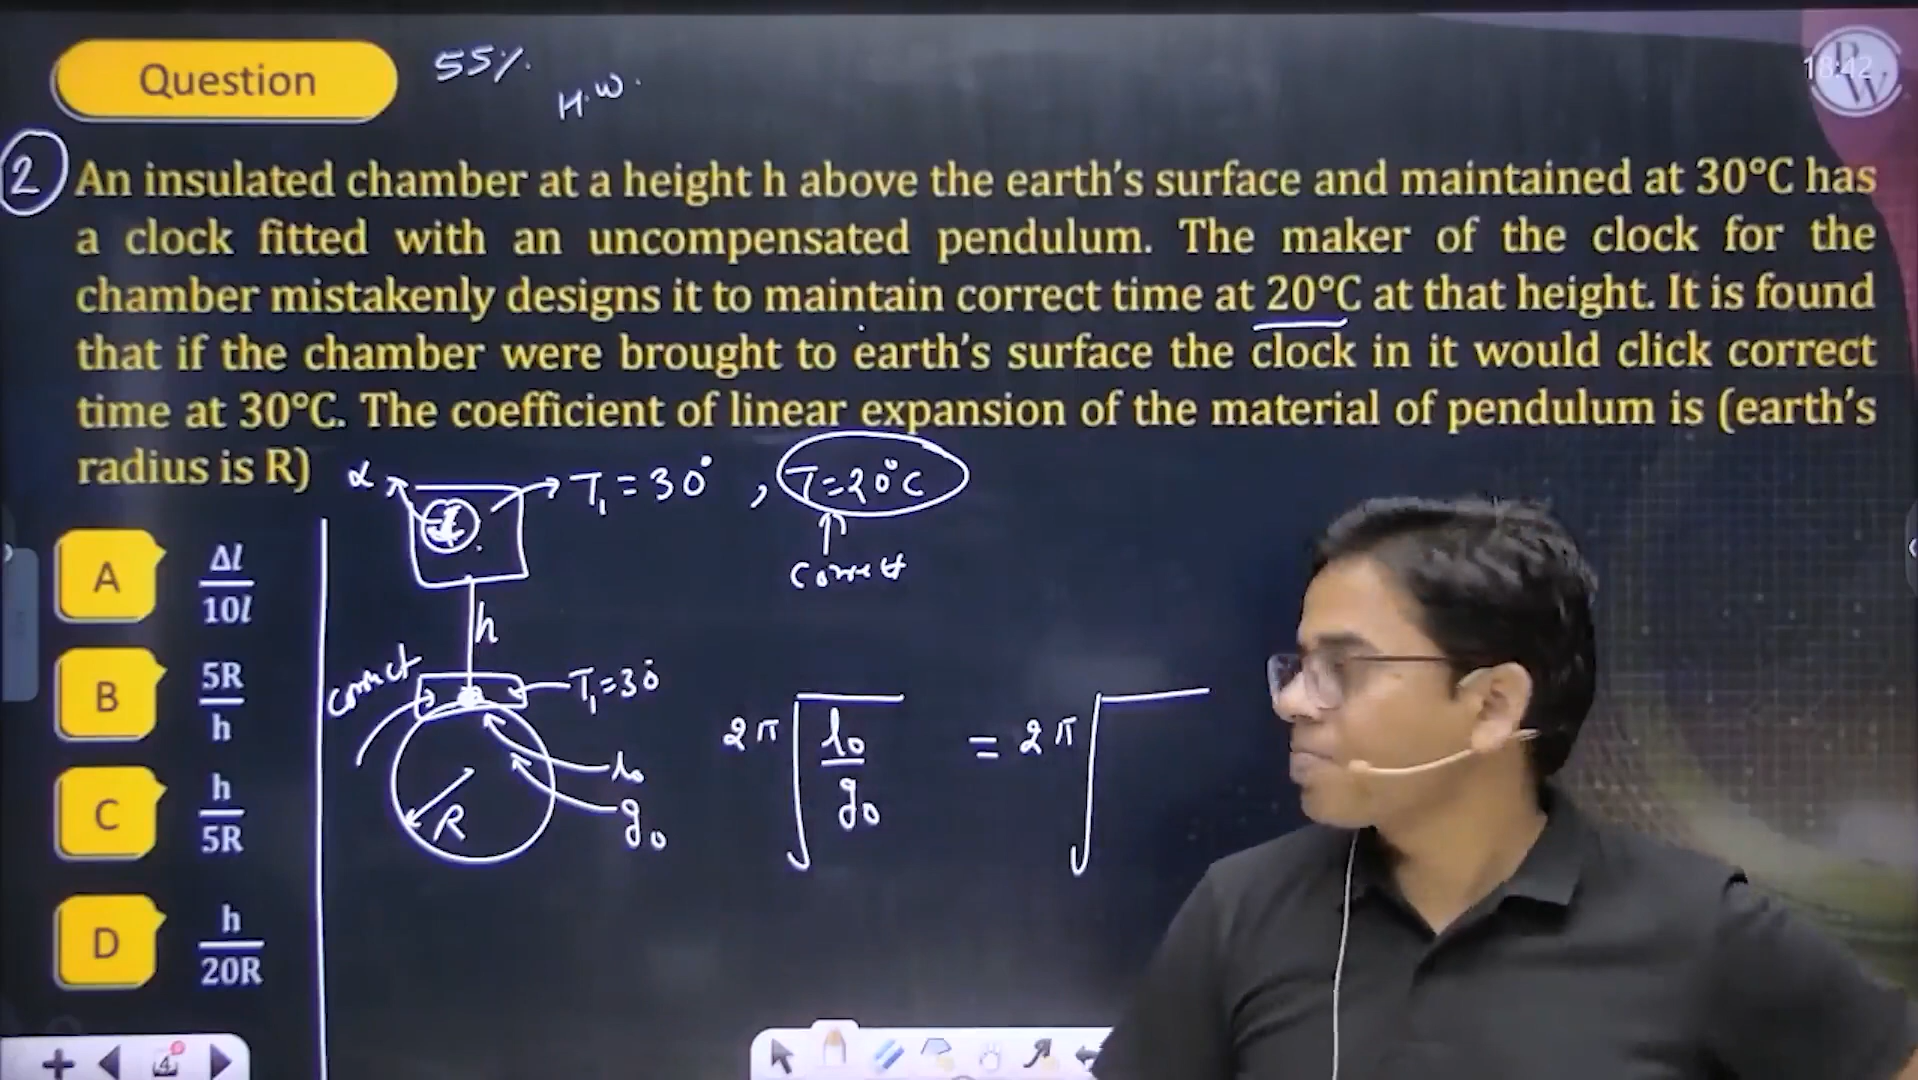 Question
55%
H.W.
18:42
PW
2
An insulated chamber at a height h above the earth's surface and maintained at 30°C has
a clock fitted with an uncompensated pendulum. The maker of the clock for the
chamber mistakenly designs it to maintain correct time at 20°C at that height. It is found
that if the chamber were brought to earth's surface the clock in it would click correct
time at 30°C. The coefficient of linear expansion of the material of pendulum is (earth's
radius is R)
α
T₁ = 30° , T = 20°C
Correct
h
correct
T₁ = 30°
l₀
g₀
R
2π √ l₀/g₀ = 2π √
A Δl/10l
B 5R/h
C h/5R
D h/20R
4